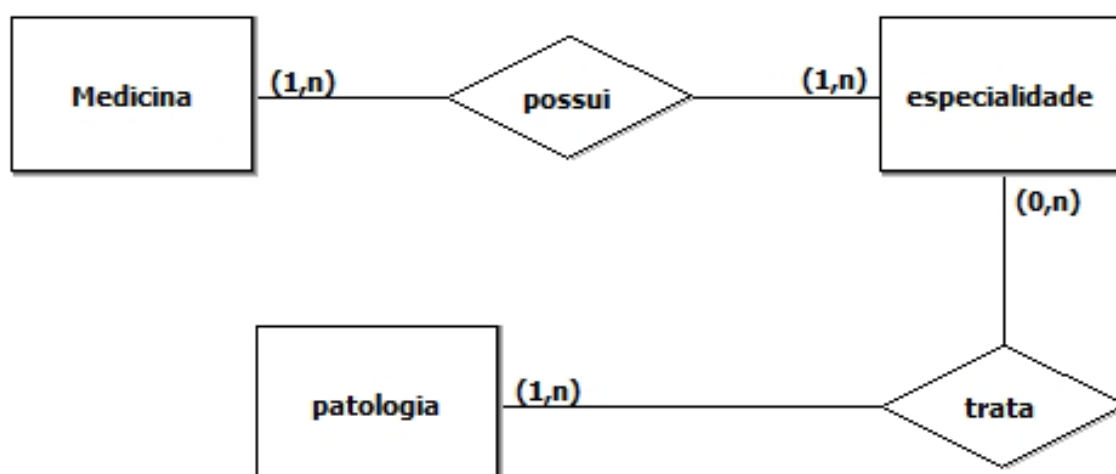 Medicina
(1,n)
possui
(1,n)
especialidade
(0,n)
patologia
(1,n)
trata